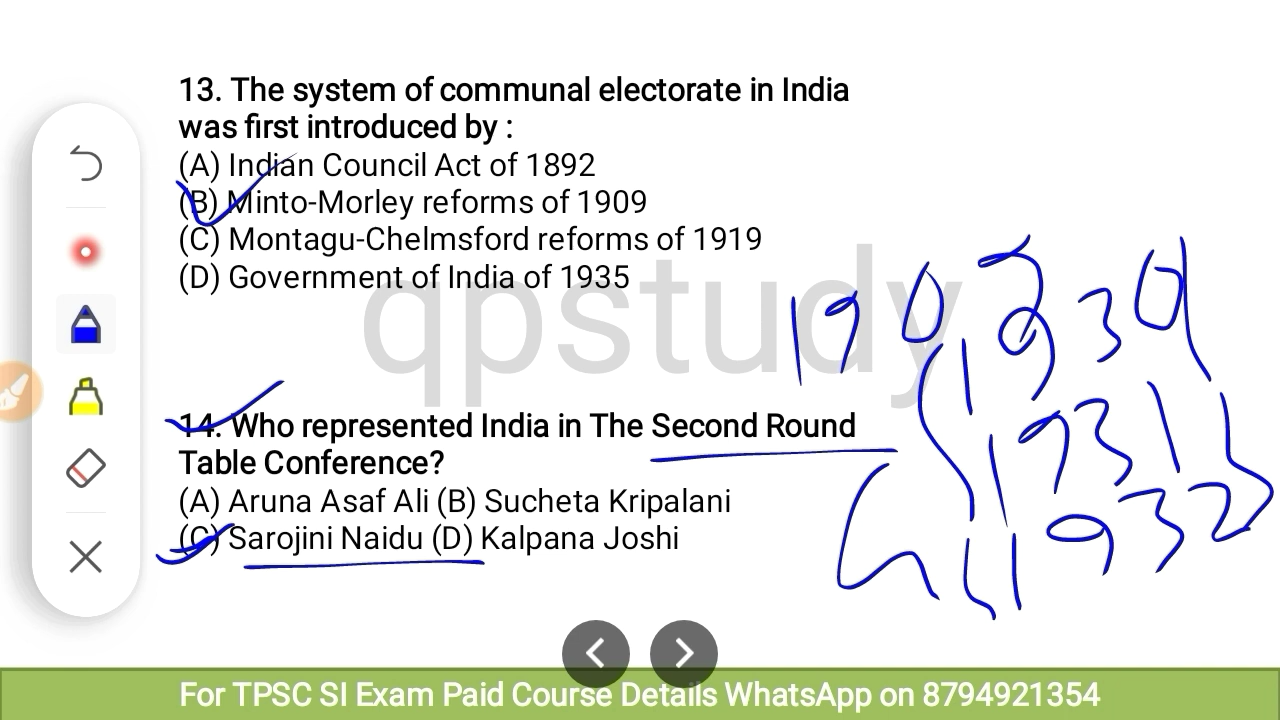 13. The system of communal electorate in India
was first introduced by :
(A) Indian Council Act of 1892
(B) Minto-Morley reforms of 1909
(C) Montagu-Chelmsford reforms of 1919
(D) Government of India of 1935
qpstudy
1909
1930
14. Who represented India in The Second Round
Table Conference?
1931
(A) Aruna Asaf Ali (B) Sucheta Kripalani
(C) Sarojini Naidu (D) Kalpana Joshi
1932
For TPSC SI Exam Paid Course Details WhatsApp on 8794921354